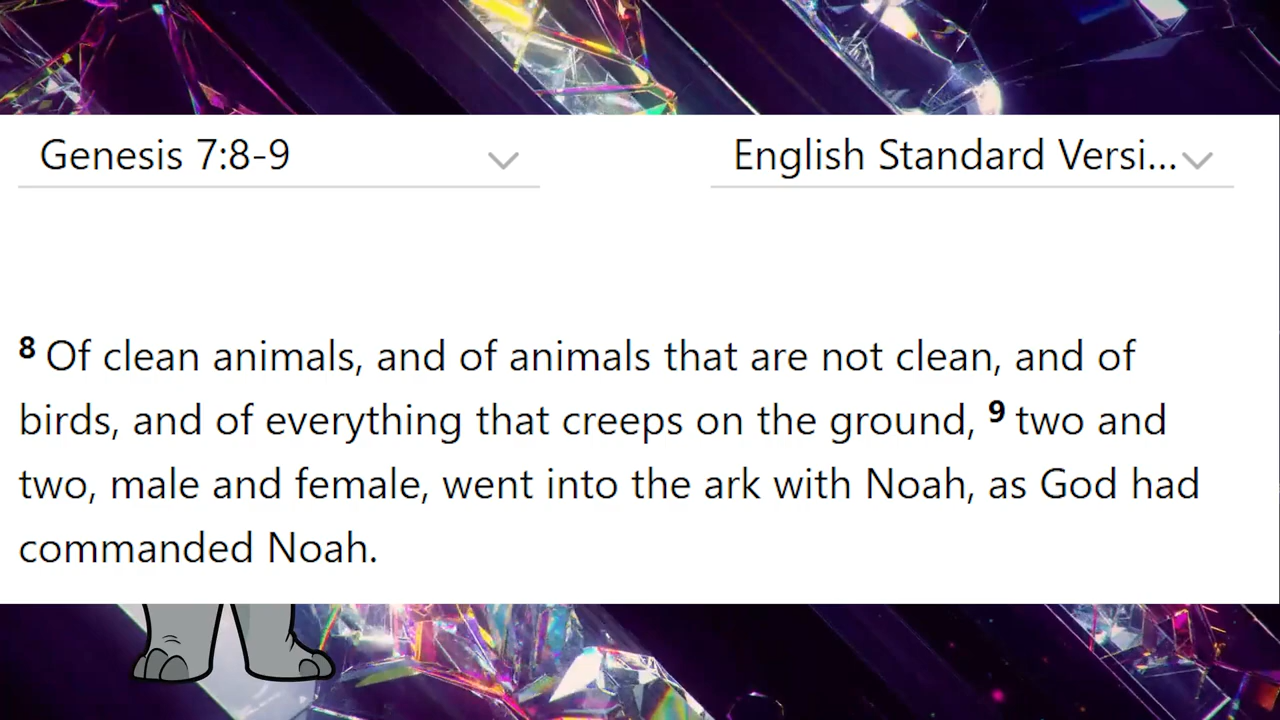 Genesis 7:8-9
English Standard Versi...
8 Of clean animals, and of animals that are not clean, and of
birds, and of everything that creeps on the ground, 9 two and
two, male and female, went into the ark with Noah, as God had
commanded Noah.